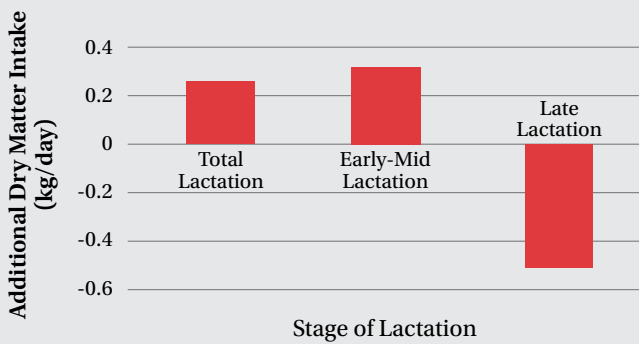 Additional Dry Matter Intake
(kg/day)
0.4
0.2
0
-0.2
-0.4
-0.6
Total
Lactation
Early-Mid
Lactation
Late
Lactation
Stage of Lactation